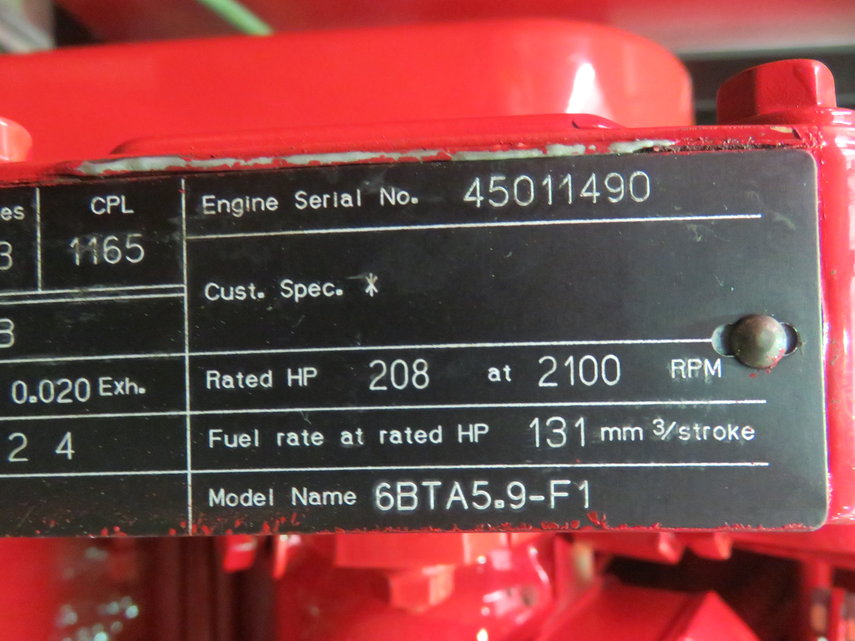 es CPL Engine Serial No. 45011490
3 1165
Cust. Spec. *
B
0.020 Exh. Rated HP 208 at 2100 RPM
2 4 Fuel rate at rated HP 131 mm 3/stroke
Model Name 6BTA5.9-F1